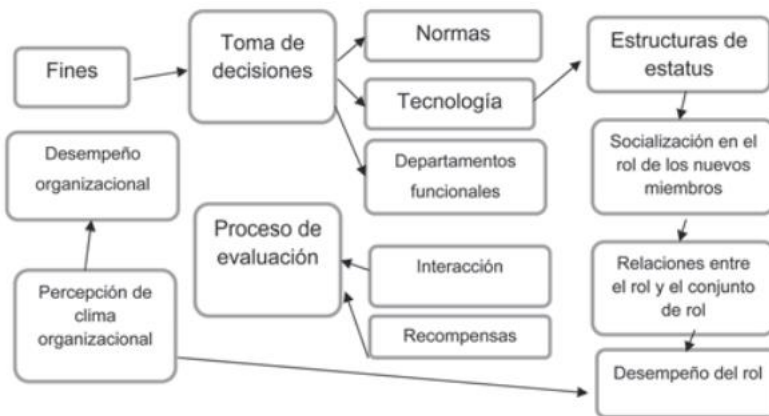 Fines
Toma de
decisiones
Normas
Tecnología
Departamentos
funcionales
Estructuras de
estatus
Socialización en el
rol de los nuevos
miembros
Relaciones entre
el rol y el conjunto
de rol
Desempeño del rol
Desempeño
organizacional
Percepción de
clima
organizacional
Proceso de
evaluación
Interacción
Recompensas